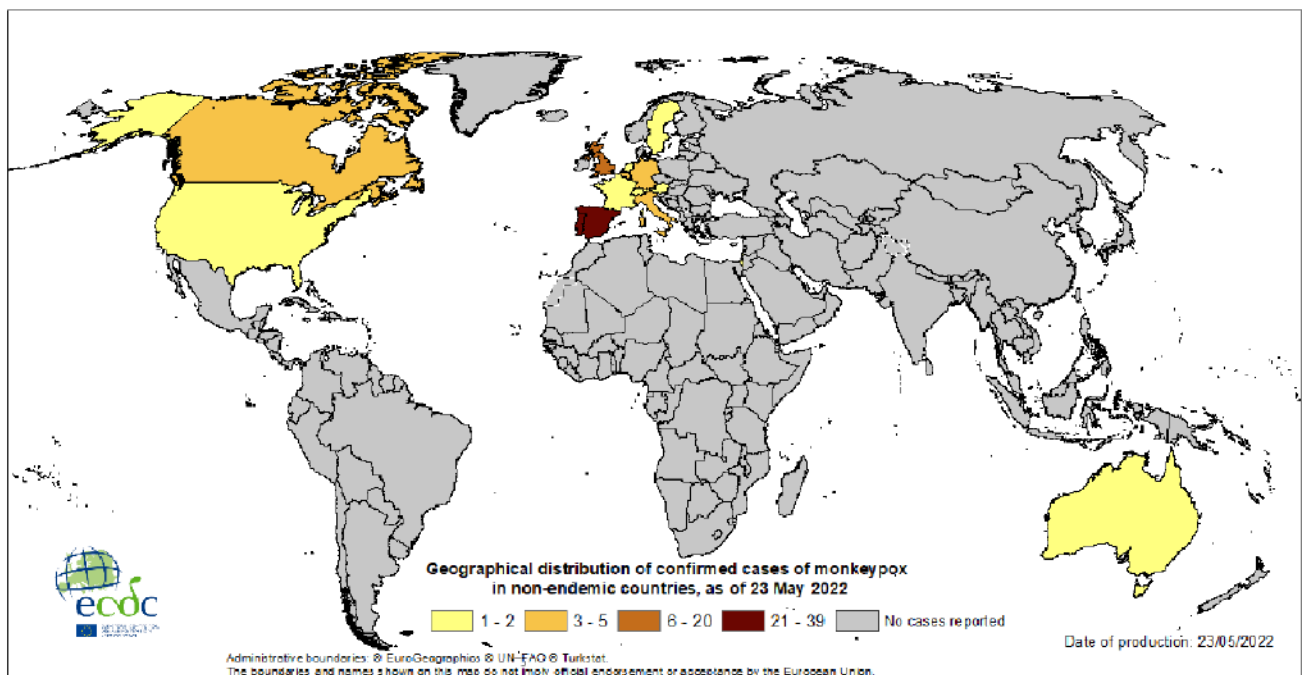 Geographical distribution of confirmed cases of monkeypox
in non-endemic countries, as of 23 May 2022
1 - 2
3 - 5
6 - 20
21 - 39
No cases reported
ecdc
Date of production: 23/05/2022
Administrative boundaries: © EuroGeographics © UN-FAO © Turkstat.
The boundaries and names shown on this map do not imply official endorsement or acceptance by the European Union.